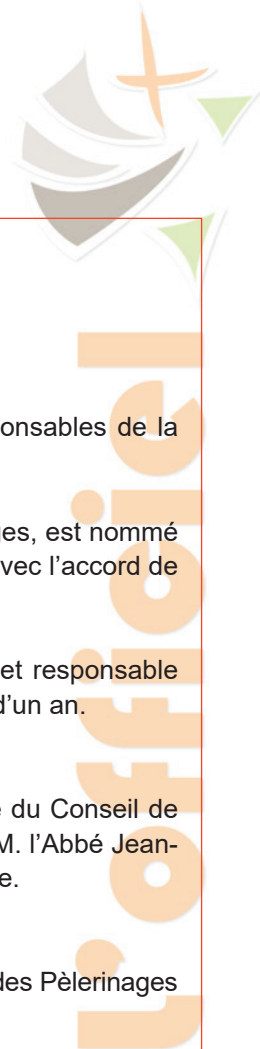 onsables de la
ges, est nommé
vec l’accord de
et responsable
d’un an.
e du Conseil de
M. l’Abbé Jean-
e.
des Pèlerinages
L'officiel